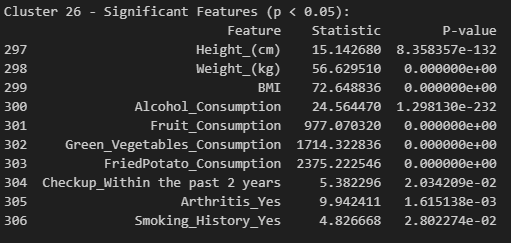 Cluster 26 - Significant Features (p < 0.05):
Feature Statistic P-value
297 Height_(cm) 15.142680 8.358357e-132
298 Weight_(kg) 56.629510 0.000000e+00
299 BMI 72.648836 0.000000e+00
300 Alcohol_Consumption 24.564470 1.298130e-232
301 Fruit_Consumption 977.070320 0.000000e+00
302 Green_Vegetables_Consumption 1714.322836 0.000000e+00
303 FriedPotato_Consumption 2375.222546 0.000000e+00
304 Checkup_Within the past 2 years 5.382296 2.034209e-02
305 Arthritis_Yes 9.942411 1.615138e-03
306 Smoking_History_Yes 4.826668 2.802274e-02